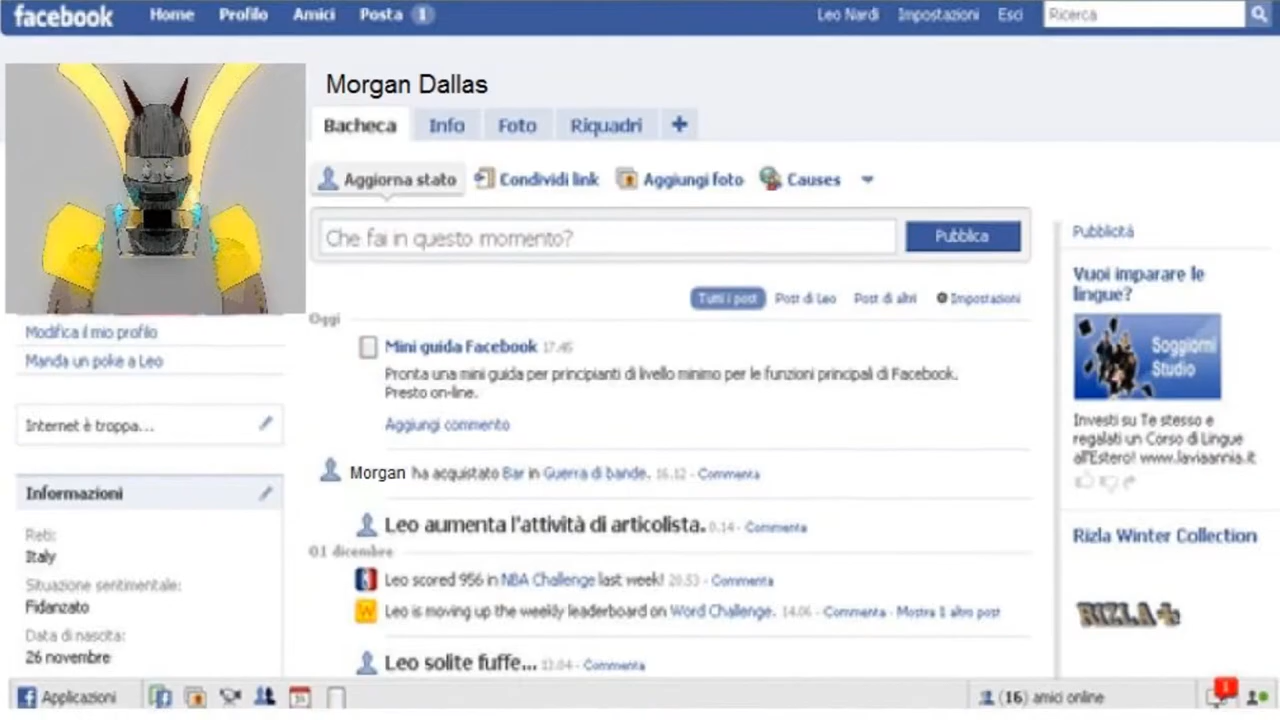 facebook Home Profilo Amici Posta 1 Leo Nardi Impostazioni Esci Ricerca
Morgan Dallas
Bacheca Info Foto Riquadri +
Aggiorna stato Condividi link Aggiungi foto Causes
Che fai in questo momento? Pubblica
Tutti i post Post di Leo Post di altri Impostazioni
Oggi
Mini guida Facebook 17.45
Pronta una mini guida per principianti di livello minimo per le funzioni principali di Facebook.
Presto on-line.
Aggiungi commento
Morgan ha acquistato Bar in Guerra di bande. 16.12 - Commenta
Leo aumenta l'attività di articolista. 0.14 - Commenta
01 dicembre
Leo scored 956 in NBA Challenge last week! 20.53 - Commenta
Leo is moving up the weekly leaderboard on Word Challenge. 14.06 - Commenta - Mostra 1 altro post
Leo solite fuffe... 13.04 - Commenta
Modifica il mio profilo
Manda un poke a Leo
Internet è troppa...
Informazioni
Reti:
Italy
Situazione sentimentale:
Fidanzato
Data di nascita:
26 novembre
Pubblicità
Vuoi imparare le
lingue?
Soggiorni
Studio
Investi su Te stesso e
regalati un Corso di Lingue
all'Estero! www.laviaannia.it
Rizla Winter Collection
RIZLA+
Applicazioni (16) amici online 1